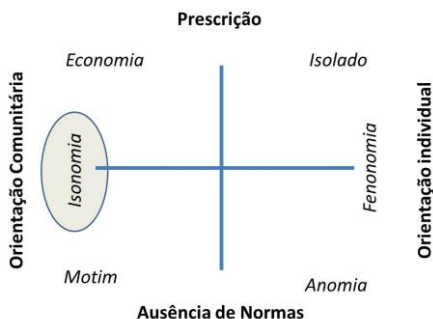 Prescrição
Economia
Isolado
Orientação Comunitária
Isonomia
Fenonomia
Orientação individual
Motim
Anomia
Ausência de Normas